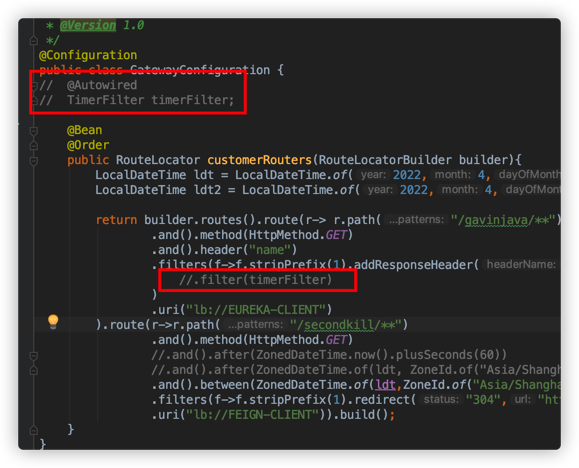 * @Version 1.0
*/
@Configuration
public class GatewayConfiguration {
// @Autowired
// TimerFilter timerFilter;
@Bean
@Order
public RouteLocator customerRouters(RouteLocatorBuilder builder){
LocalDateTime ldt = LocalDateTime.of( year: 2022, month: 4, dayOfMonth
LocalDateTime ldt2 = LocalDateTime.of( year: 2022, month: 4, dayOfM
return builder.routes().route(r-> r.path( ...patterns: "/gavinjava/**")
.and().method(HttpMethod.GET)
.and().header("name")
.filters(f->f.stripPrefix(1).addResponseHeader( headerName:
//.filter(timerFilter)
)
.uri("lb://EUREKA-CLIENT")
).route(r->r.path( ...patterns: "/secondkill/**")
.and().method(HttpMethod.GET)
//.and().after(ZonedDateTime.now().plusSeconds(60))
//.and().after(ZonedDateTime.of(ldt, ZoneId.of("Asia/Shang
.and().between(ZonedDateTime.of(ldt,ZoneId.of("Asia/Shangha
.filters(f->f.stripPrefix(1).redirect( status: "304", url: "ht
.uri("lb://FEIGN-CLIENT")).build();
}
}